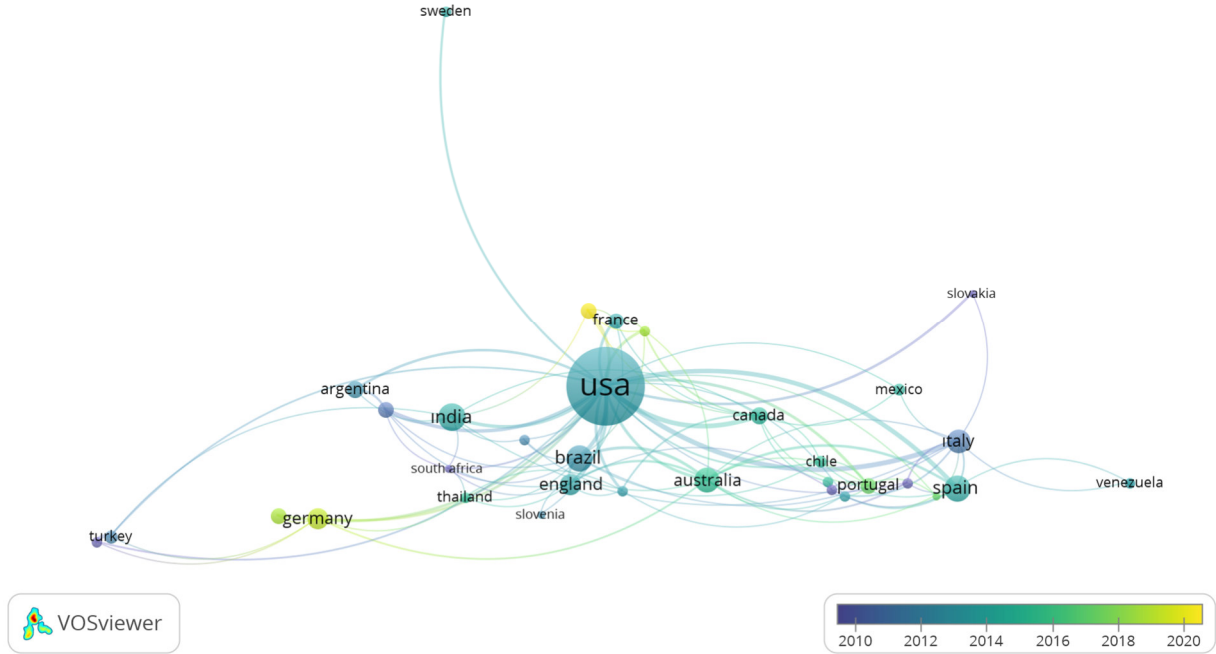 sweden
slovakia
france
usa
argentina
mexico
india
canada
italy
brazil
chile
south africa
australia
venezuela
england
portugal
spain
thailand
slovenia
germany
turkey
VOSviewer
2010 2012 2014 2016 2018 2020